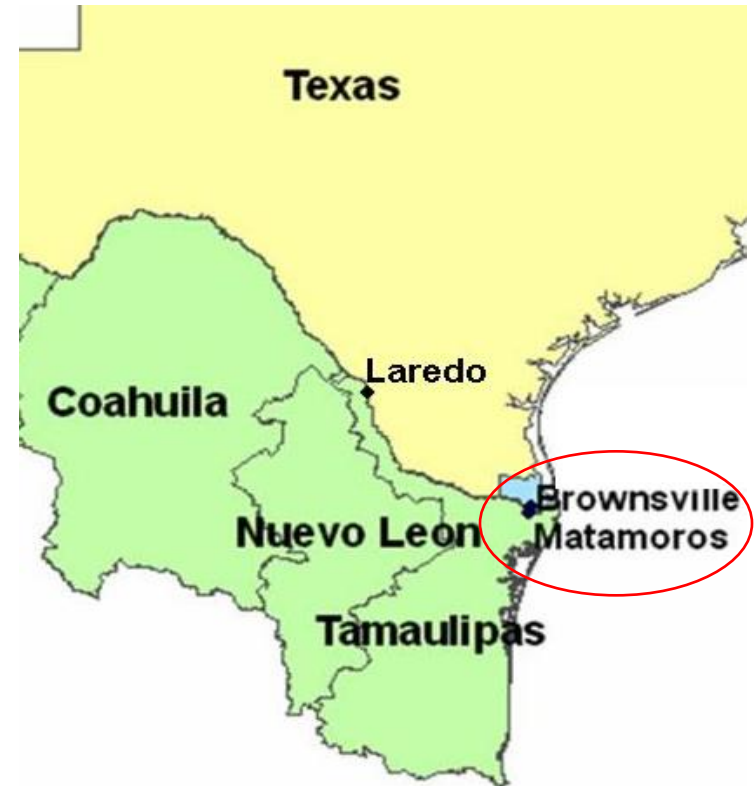 Texas
Laredo
Coahuila
Brownsville
Nuevo Leon
Matamoros
Tamaulipas